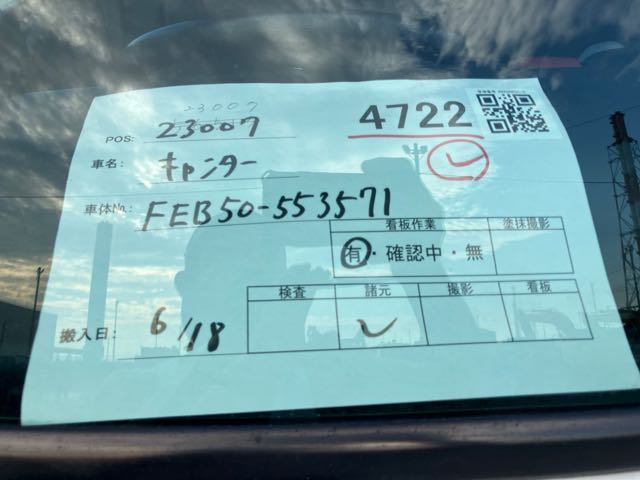 23007
POS: 23007
4722
車名: キャンター
車体No.: FEB50-553571
看板作業 塗抹撮影
有・確認中・無
検査 諸元 撮影 看板
搬入日: 6/18